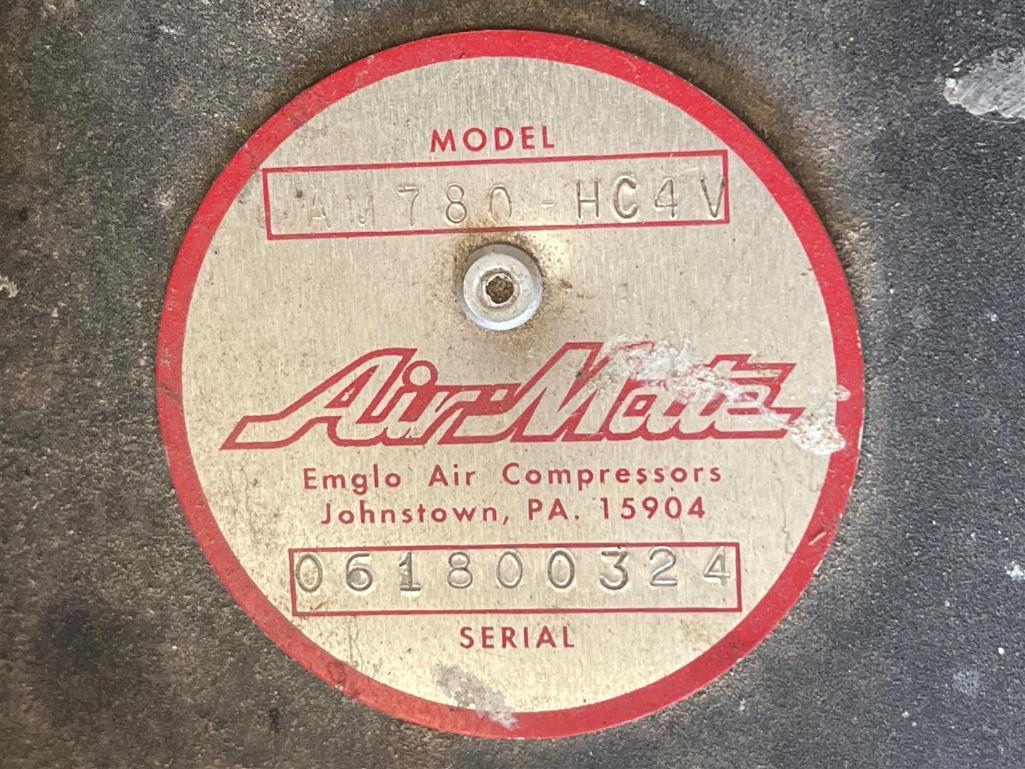 MODEL
AM780-HC4V
Air-Mate
Emglo Air Compressors
Johnstown, PA. 15904
061800324
SERIAL